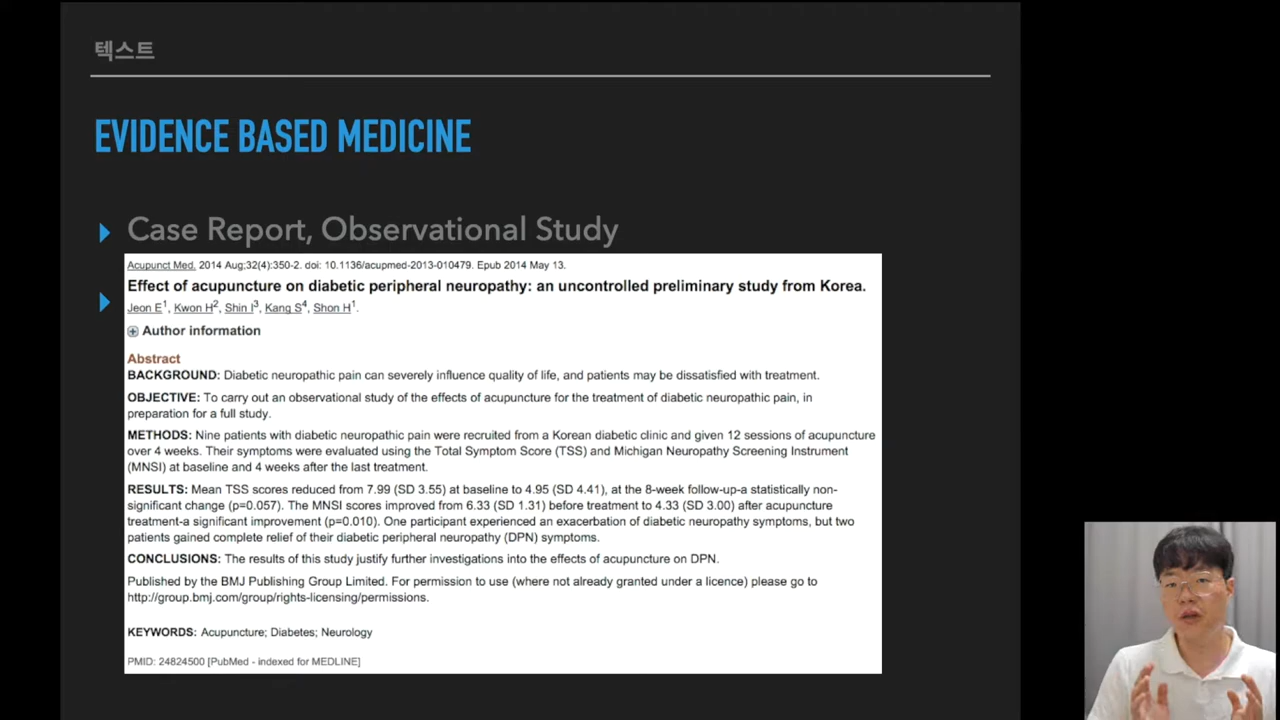 텍스트
EVIDENCE BASED MEDICINE
Case Report, Observational Study
Acupunct Med. 2014 Aug;32(4):350-2. doi: 10.1136/acupmed-2013-010479. Epub 2014 May 13.
Effect of acupuncture on diabetic peripheral neuropathy: an uncontrolled preliminary study from Korea.
Jeon E1, Kwon H2, Shin I3, Kang S4, Shon H1.
Author information
Abstract
BACKGROUND: Diabetic neuropathic pain can severely influence quality of life, and patients may be dissatisfied with treatment.
OBJECTIVE: To carry out an observational study of the effects of acupuncture for the treatment of diabetic neuropathic pain, in
preparation for a full study.
METHODS: Nine patients with diabetic neuropathic pain were recruited from a Korean diabetic clinic and given 12 sessions of acupuncture
over 4 weeks. Their symptoms were evaluated using the Total Symptom Score (TSS) and Michigan Neuropathy Screening Instrument
(MNSI) at baseline and 4 weeks after the last treatment.
RESULTS: Mean TSS scores reduced from 7.99 (SD 3.55) at baseline to 4.95 (SD 4.41), at the 8-week follow-up-a statistically non-
significant change (p=0.057). The MNSI scores improved from 6.33 (SD 1.31) before treatment to 4.33 (SD 3.00) after acupuncture
treatment-a significant improvement (p=0.010). One participant experienced an exacerbation of diabetic neuropathy symptoms, but two
patients gained complete relief of their diabetic peripheral neuropathy (DPN) symptoms.
CONCLUSIONS: The results of this study justify further investigations into the effects of acupuncture on DPN.
Published by the BMJ Publishing Group Limited. For permission to use (where not already granted under a licence) please go to
http://group.bmj.com/group/rights-licensing/permissions.
KEYWORDS: Acupuncture; Diabetes; Neurology
PMID: 24824500 [PubMed - indexed for MEDLINE]